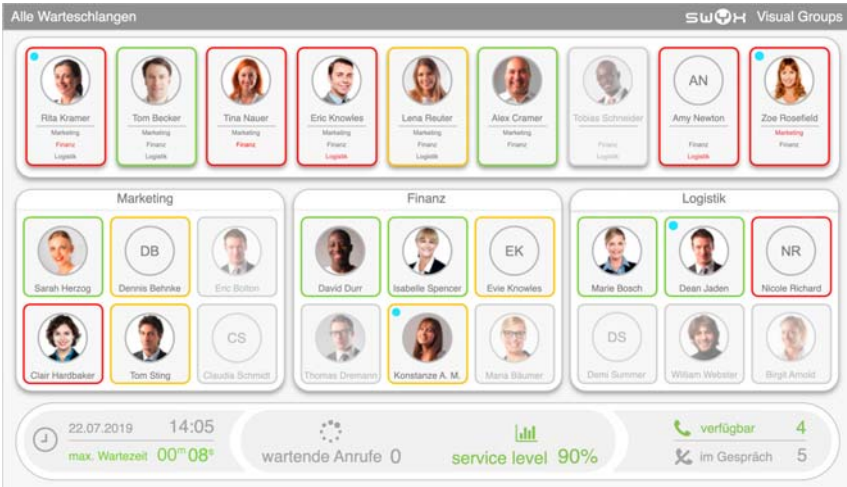 Alle Warteschlangen
swyx Visual Groups
Rita Kramer
Marketing
Finanz
Logistik
Tom Becker
Marketing
Finanz
Logistik
Tina Nauer
Marketing
Finanz
Eric Knowles
Marketing
Finanz
Logistik
Lena Reuter
Marketing
Finanz
Logistik
Alex Cramer
Marketing
Finanz
Tobias Schneider
Finanz
Logistik
AN
Amy Newton
Finanz
Logistik
Zoe Rosefield
Marketing
Finanz
Marketing
Sarah Herzog
DB
Dennis Behnke
Eric Bolton
Clair Hardbaker
Tom Sting
CS
Claudia Schmidt
Finanz
David Durr
Isabelle Spencer
EK
Evie Knowles
Thomas Dremann
Konstanze A. M.
Maria Bäumer
Logistik
Marie Bosch
Dean Jaden
NR
Nicole Richard
DS
Demi Summer
William Webster
Birgit Arnold
22.07.2019 14:05
max. Wartezeit 00m 08s
wartende Anrufe 0
service level 90%
verfügbar 4
im Gespräch 5